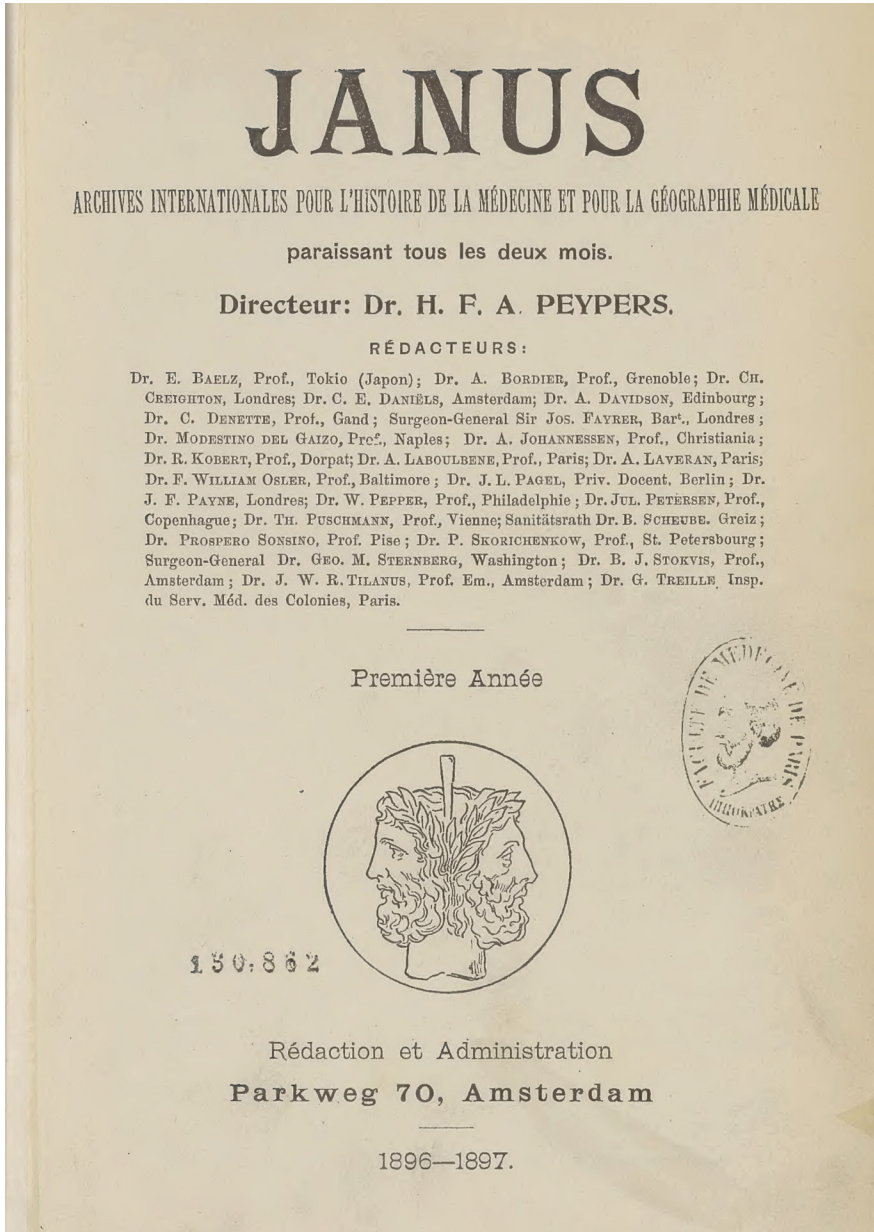 JANUS
ARCHIVES INTERNATIONALES POUR L'HISTOIRE DE LA MÉDECINE ET POUR LA GÉOGRAPHIE MÉDICALE
paraissant tous les deux mois.
Directeur: Dr. H. F. A. PEYPERS.
RÉDACTEURS:
Dr. E. BAELZ, Prof., Tokio (Japon); Dr. A. BORDIER, Prof., Grenoble; Dr. CH.
CREIGHTON, Londres; Dr. C. E. DANIËLS, Amsterdam; Dr. A. DAVIDSON, Edinbourg;
Dr. C. DENETTE, Prof., Gand; Surgeon-General Sir JOS. FAYRER, Barᵗ., Londres;
Dr. MODESTINO DEL GAIZO, Prof., Naples; Dr. A. JOHANNESSEN, Prof., Christiania;
Dr. R. KOBERT, Prof., Dorpat; Dr. A. LABOULBENE, Prof., Paris; Dr. A. LAVERAN, Paris;
Dr. F. WILLIAM OSLER, Prof., Baltimore; Dr. J. L. PAGEL, Priv. Docent, Berlin; Dr.
J. F. PAYNE, Londres; Dr. W. PEPPER, Prof., Philadelphie; Dr. JUL. PETERSEN, Prof.,
Copenhague; Dr. TH. PUSCHMANN, Prof., Vienne; Sanitätsrath Dr. B. SCHEUBE. Greiz;
Dr. PROSPERO SONSINO, Prof. Pise; Dr. P. SKORICHENKOW, Prof., St. Petersbourg;
Surgeon-General Dr. GEO. M. STERNBERG, Washington; Dr. B. J. STOKVIS, Prof.,
Amsterdam; Dr. J. W. R. TILANUS, Prof. Em., Amsterdam; Dr. G. TREILLE Insp.
du Serv. Méd. des Colonies, Paris.
Première Année
FACULTÉ DE MÉDECINE DE PARIS
150.862
Rédaction et Administration
Parkweg 70, Amsterdam
1896—1897.